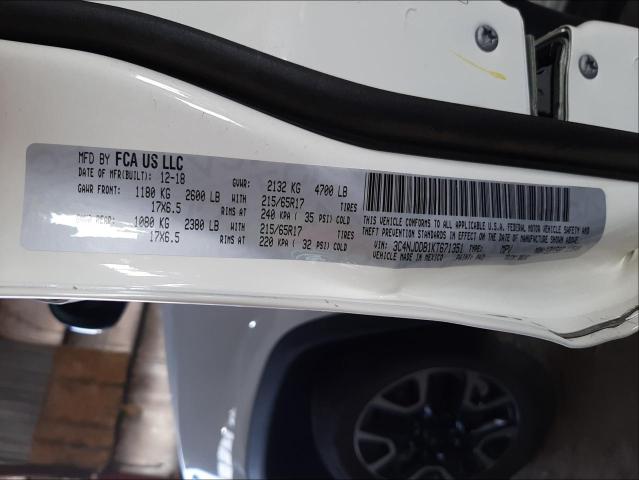 MFD BY FCA US LLC
DATE OF MFR(BUILT): 12-18 GVWR: 2132 KG 4700 LB
GAWR FRONT: 1180 KG 2600 LB WITH 215/65R17 TIRES
17X6.5 RIMS AT 240 KPA ( 35 PSI) COLD
GAWR REAR: 1080 KG 2380 LB WITH 215/65R17 TIRES
17X6.5 RIMS AT 220 KPA ( 32 PSI) COLD
THIS VEHICLE CONFORMS TO ALL APPLICABLE U.S.A. FEDERAL MOTOR VEHICLE SAFETY AND
THEFT PREVENTION STANDARDS IN EFFECT ON THE DATE OF MANUFACTURE SHOWN ABOVE.
VIN: 3C4NJDDB1KT671351 TYPE: MPV
VEHICLE MADE IN MEXICO PAINT: